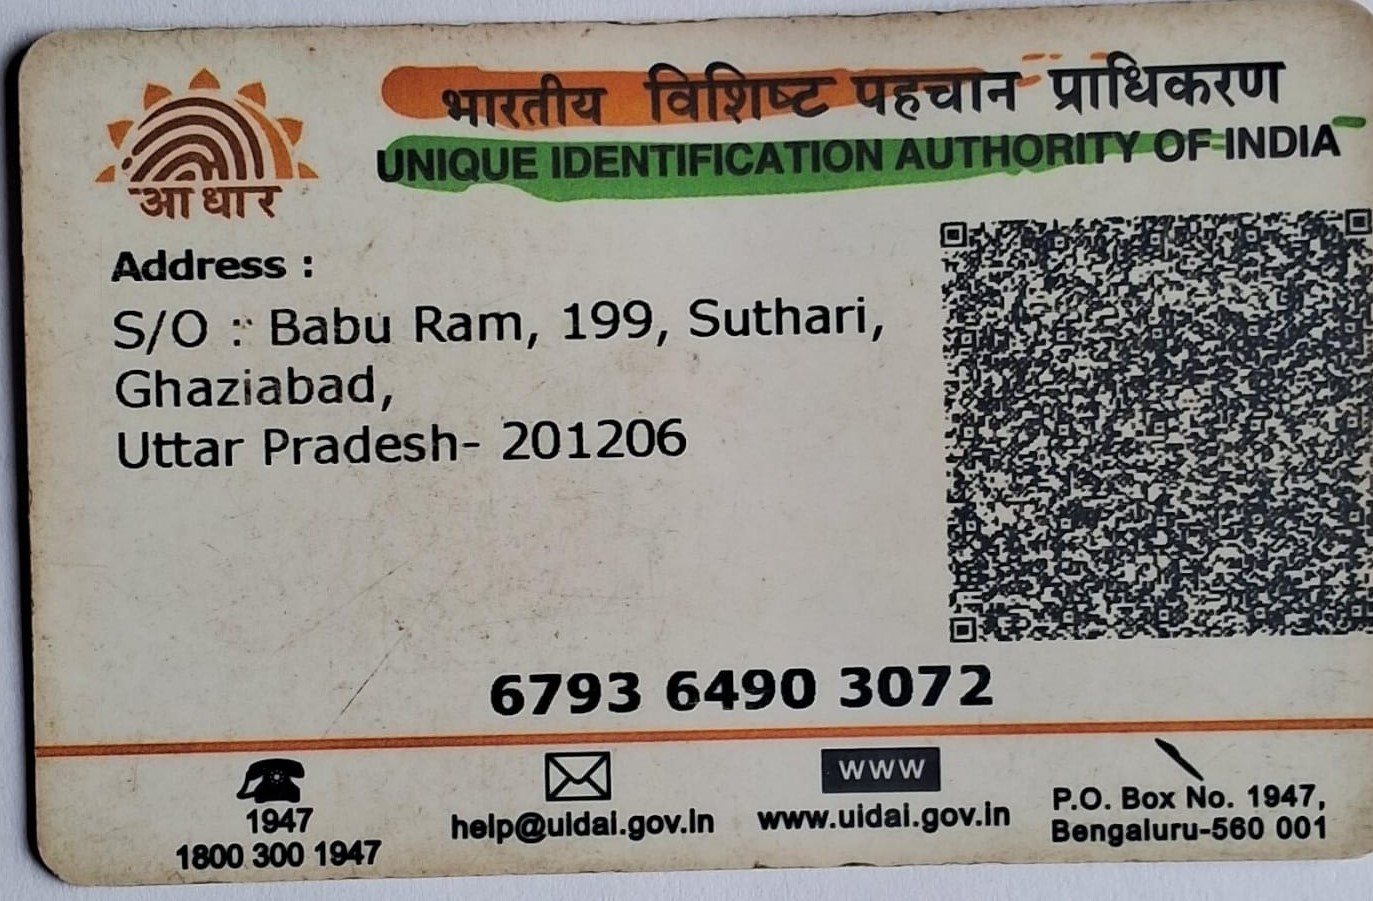 आधार
भारतीय विशिष्ट पहचान प्राधिकरण
UNIQUE IDENTIFICATION AUTHORITY OF INDIA
Address :
S/O : Babu Ram, 199, Suthari,
Ghaziabad,
Uttar Pradesh- 201206
6793 6490 3072
1947
1800 300 1947
help@uidai.gov.in
WWW
www.uidai.gov.in
P.O. Box No. 1947,
Bengaluru-560 001